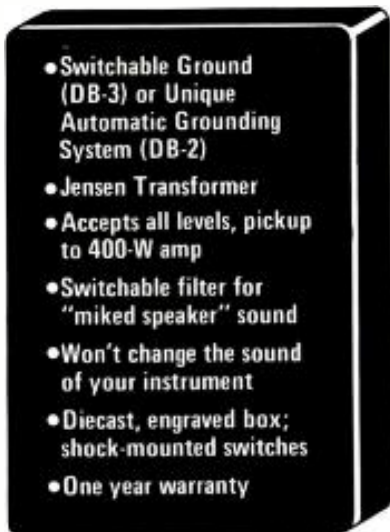 •Switchable Ground
(DB-3) or Unique
Automatic Grounding
System (DB-2)
•Jensen Transformer
•Accepts all levels, pickup
to 400-W amp
•Switchable filter for
"miked speaker" sound
•Won't change the sound
of your instrument
•Diecast, engraved box;
shock-mounted switches
•One year warranty